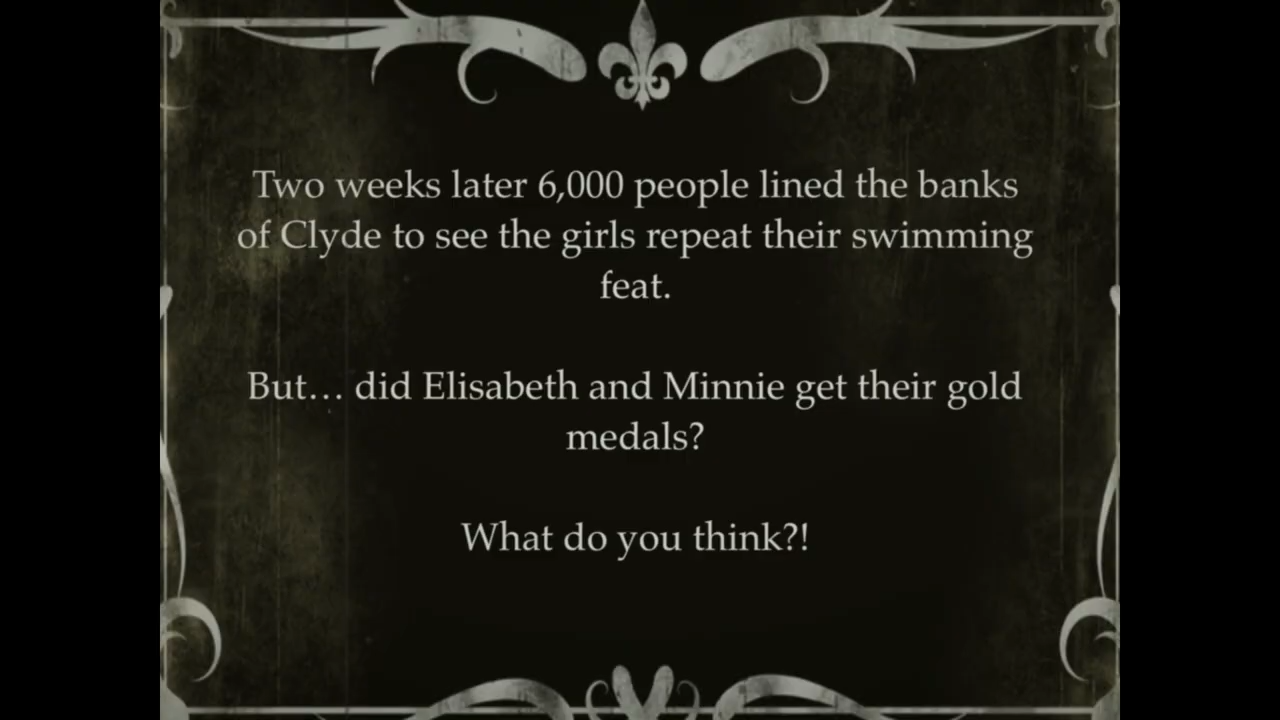 Two weeks later 6,000 people lined the banks
of Clyde to see the girls repeat their swimming
feat.
But… did Elisabeth and Minnie get their gold
medals?
What do you think?!